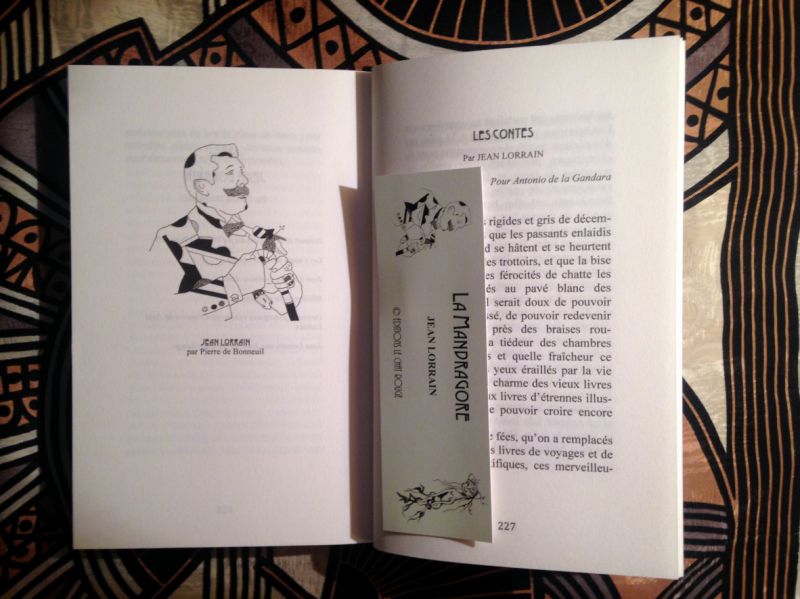 JEAN LORRAIN
par Pierre de Bonneuil
LES CONTES
Par JEAN LORRAIN
Pour Antonio de la Gandara
rigides et gris de décem-
que les passants enlaidis
d se hâtent et se heurtent
es trottoirs, et que la bise
es férocités de chatte les
és au pavé blanc des
l serait doux de pouvoir
ssé, de pouvoir redevenir
près des braises rou-
a tiédeur des chambres
s et quelle fraîcheur ce
yeux éraillés par la vie
charme des vieux livres
x livres d'étrennes illus-
e pouvoir croire encore
e fées, qu'on a remplacés
s livres de voyages et de
tifiques, ces merveilleu-
227
LA MANDRAGORE
JEAN LORRAIN
© EDITIONS LE CHAT ROUGE